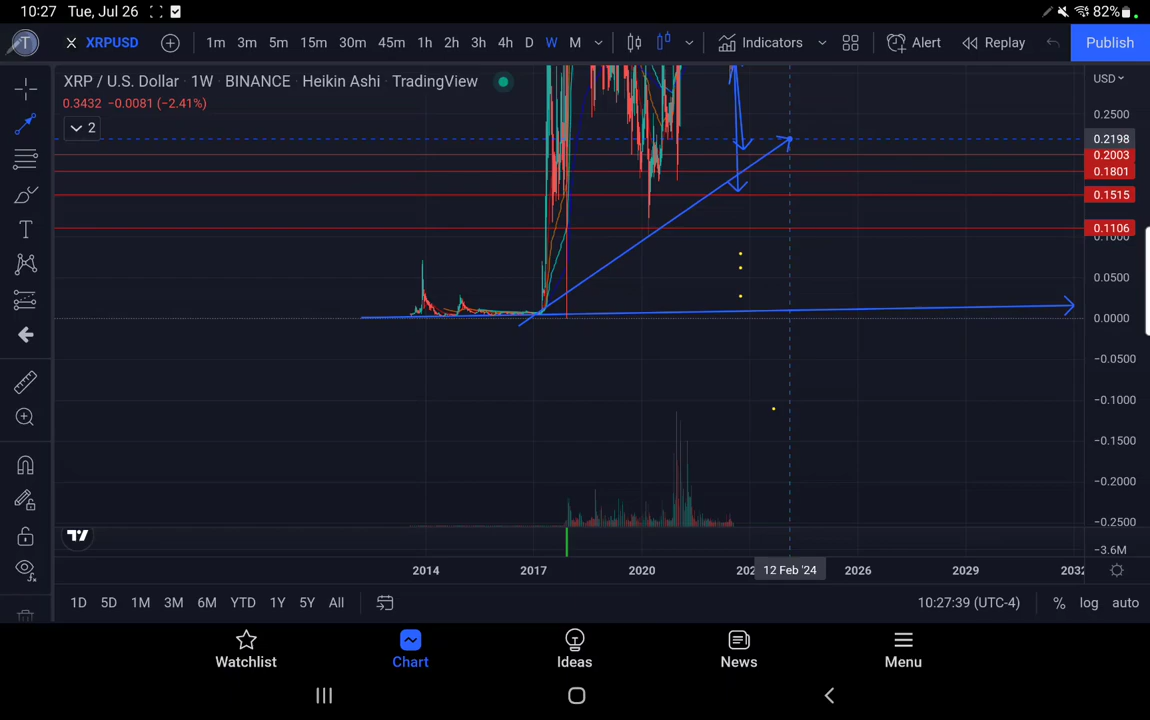 10:27 Tue, Jul 26 82%
T XRPUSD 1m 3m 5m 15m 30m 45m 1h 2h 3h 4h D W M Indicators Alert Replay Publish
XRP / U.S. Dollar · 1W · BINANCE · Heikin Ashi · TradingView
USD
0.3432 −0.0081 (−2.41%)
2
0.2500
0.2198
0.2003
0.1801
0.1515
0.1106
0.1000
0.0500
0.0000
−0.0500
−0.1000
−0.1500
−0.2000
−0.2500
−3.6M
2014 2017 2020 202 12 Feb '24 2026 2029 2032
1D 5D 1M 3M 6M YTD 1Y 5Y All 10:27:39 (UTC-4) % log auto
Watchlist Chart Ideas News Menu